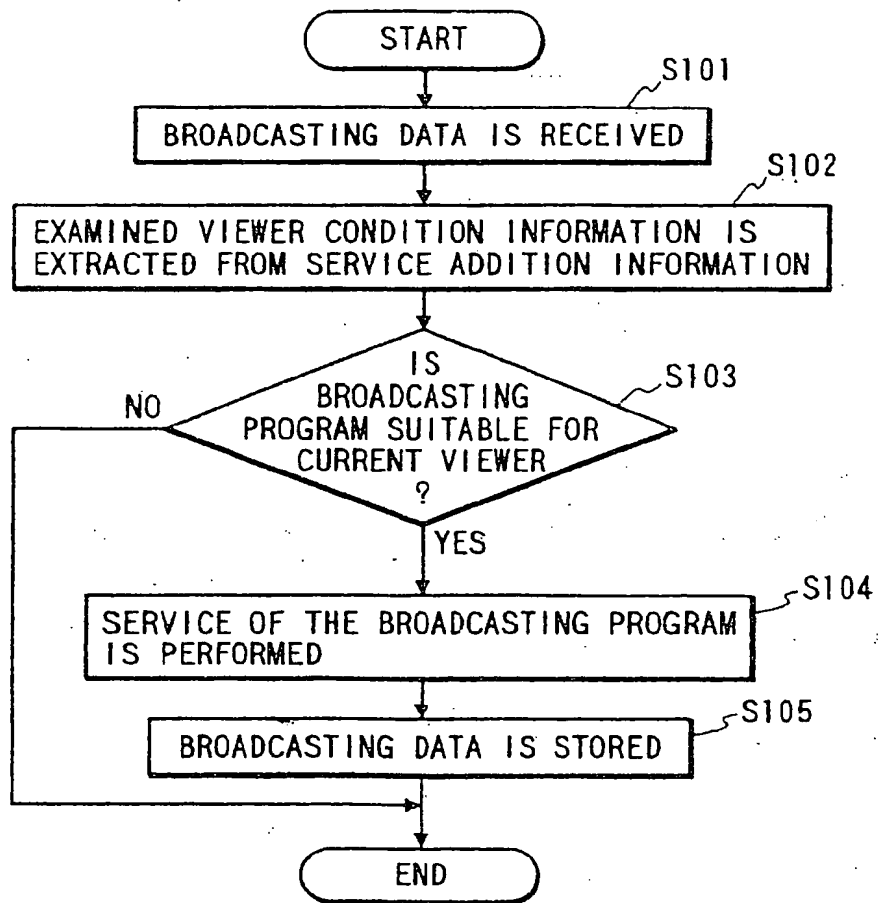 START
S101
BROADCASTING DATA IS RECEIVED
S102
EXAMINED VIEWER CONDITION INFORMATION IS
EXTRACTED FROM SERVICE ADDITION INFORMATION
IS
BROADCASTING
PROGRAM SUITABLE FOR
CURRENT VIEWER
?
S103
NO
YES
S104
SERVICE OF THE BROADCASTING PROGRAM
IS PERFORMED
S105
BROADCASTING DATA IS STORED
END